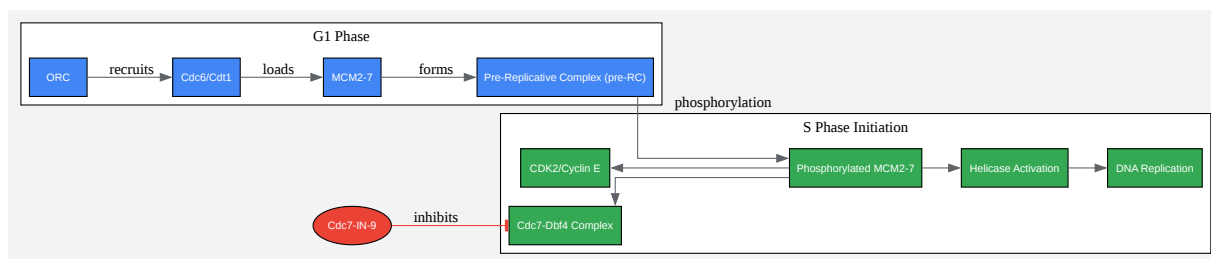 G1 Phase
ORC
recruits
Cdc6/Cdt1
loads
MCM2-7
forms
Pre-Replicative Complex (pre-RC)
phosphorylation
S Phase Initiation
CDK2/Cyclin E
Phosphorylated MCM2-7
Helicase Activation
DNA Replication
Cdc7-IN-9
inhibits
Cdc7-Dbf4 Complex